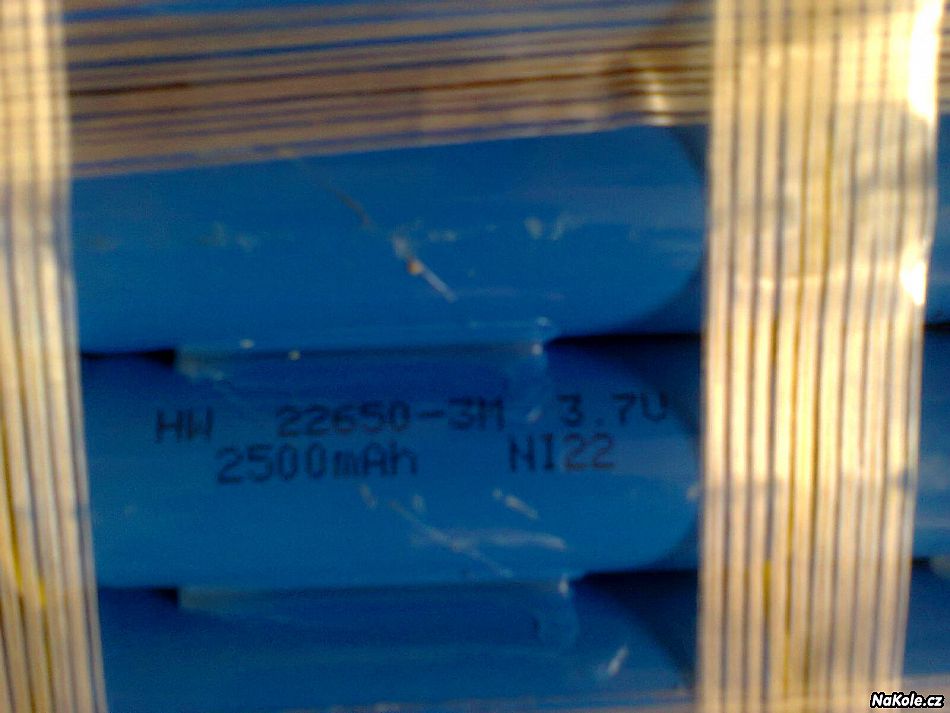 HW 22650-3M 3.7V
2500mAh NI22
NaKole.cz